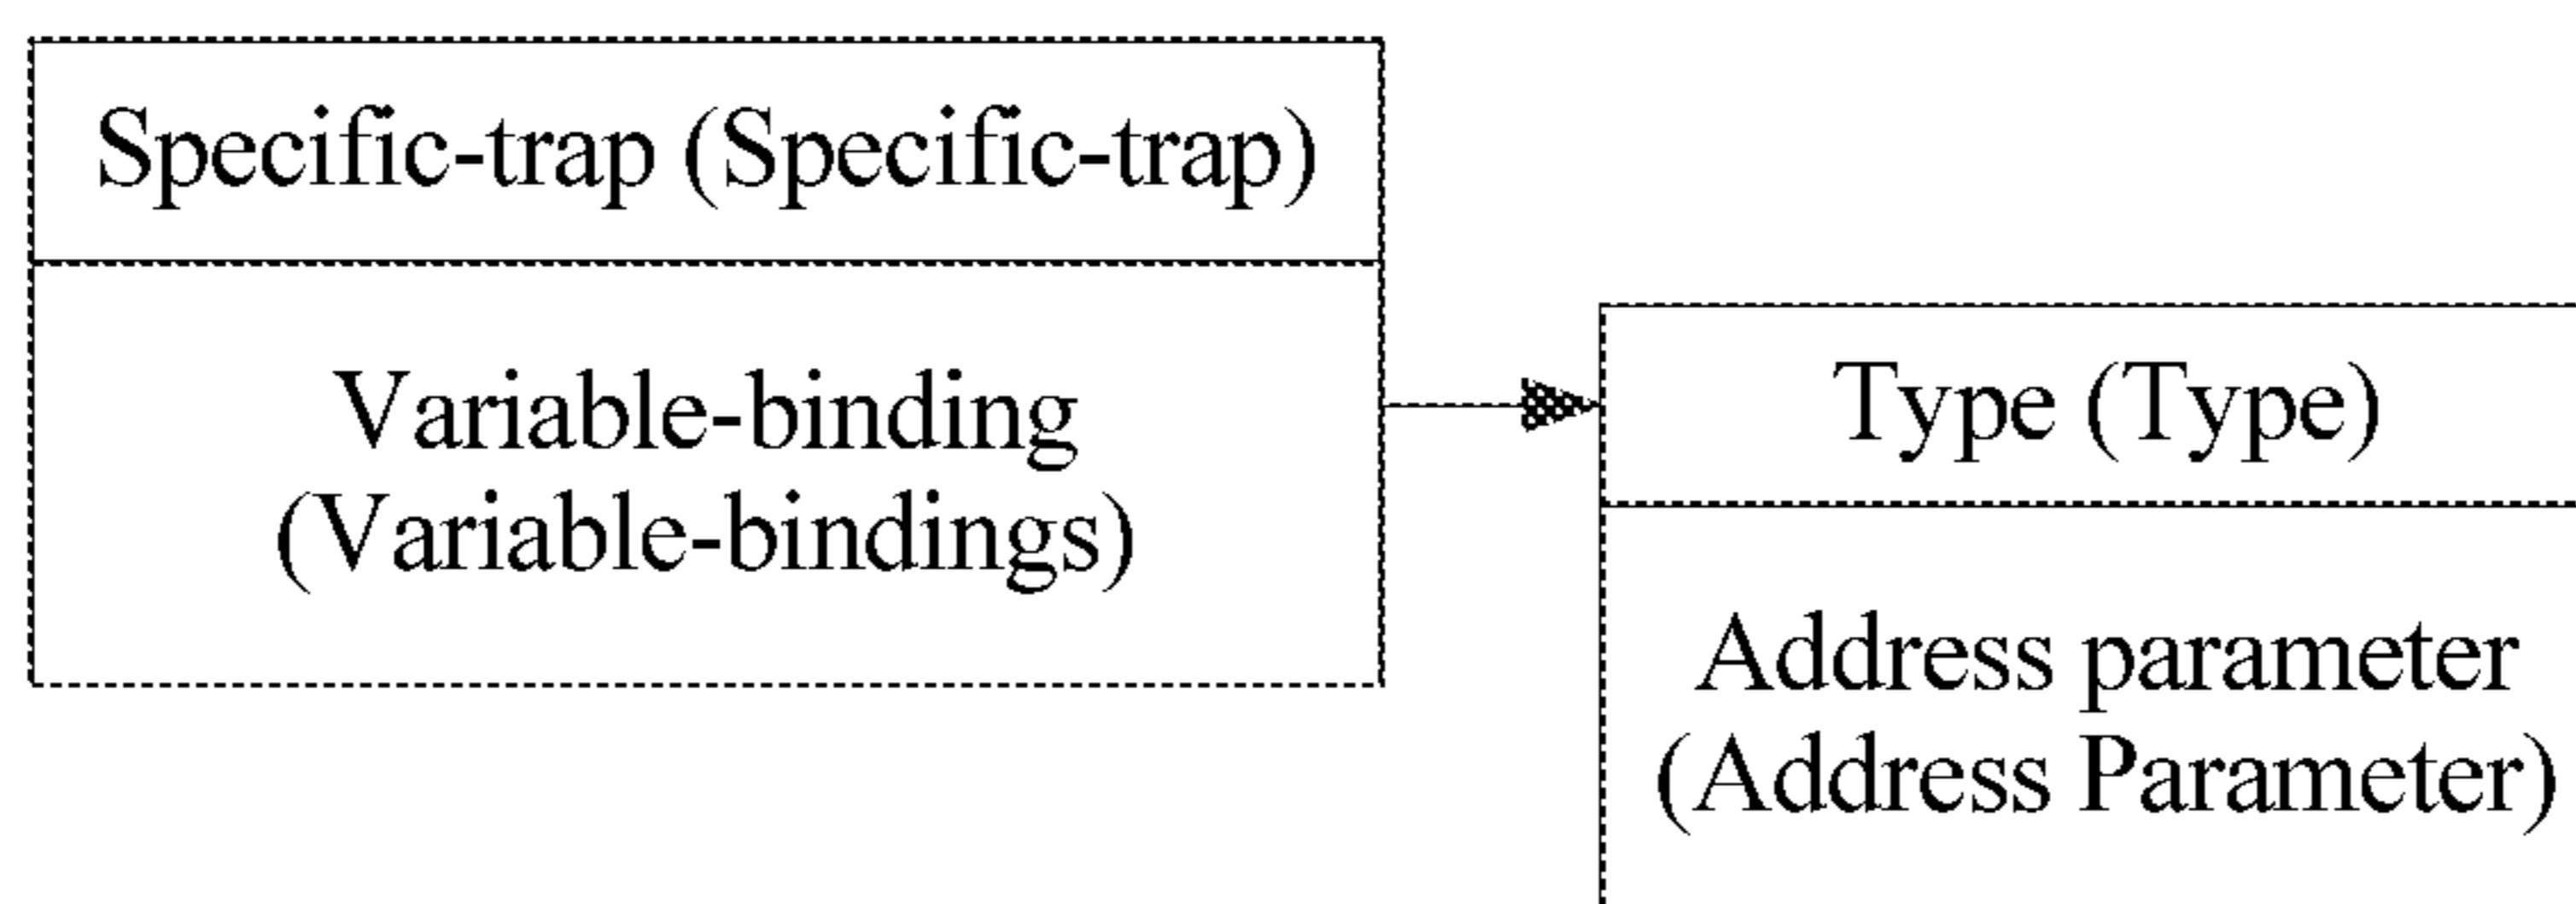 Specific-trap (Specific-trap)
Variable-binding
(Variable-bindings)
Type (Type)
Address parameter
(Address Parameter)